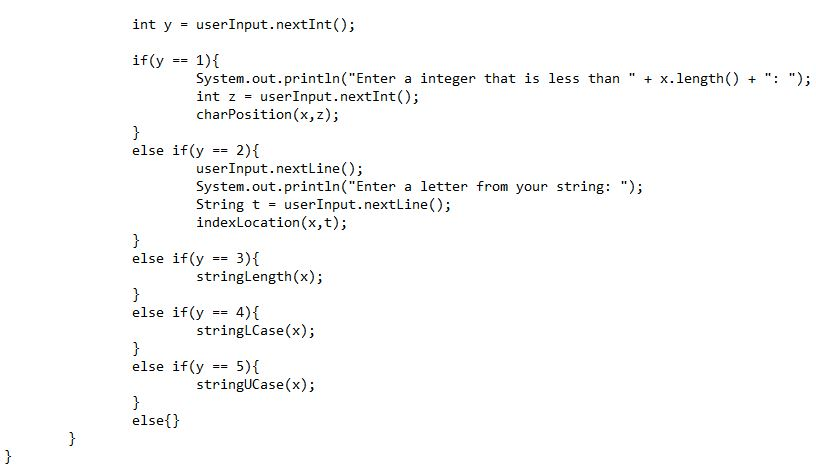 int y = userInput.nextInt();
if(y == 1){
System.out.println("Enter a integer that is less than " + x.length() + ": ");
int z = userInput.nextInt();
charPosition(x,z);
}
else if(y == 2){
userInput.nextLine();
System.out.println("Enter a letter from your string: ");
String t = userInput.nextLine();
indexLocation(x,t);
}
else if(y == 3){
stringLength(x);
}
else if(y == 4){
stringLCase(x);
}
else if(y == 5){
stringUCase(x);
}
else{}
}
}